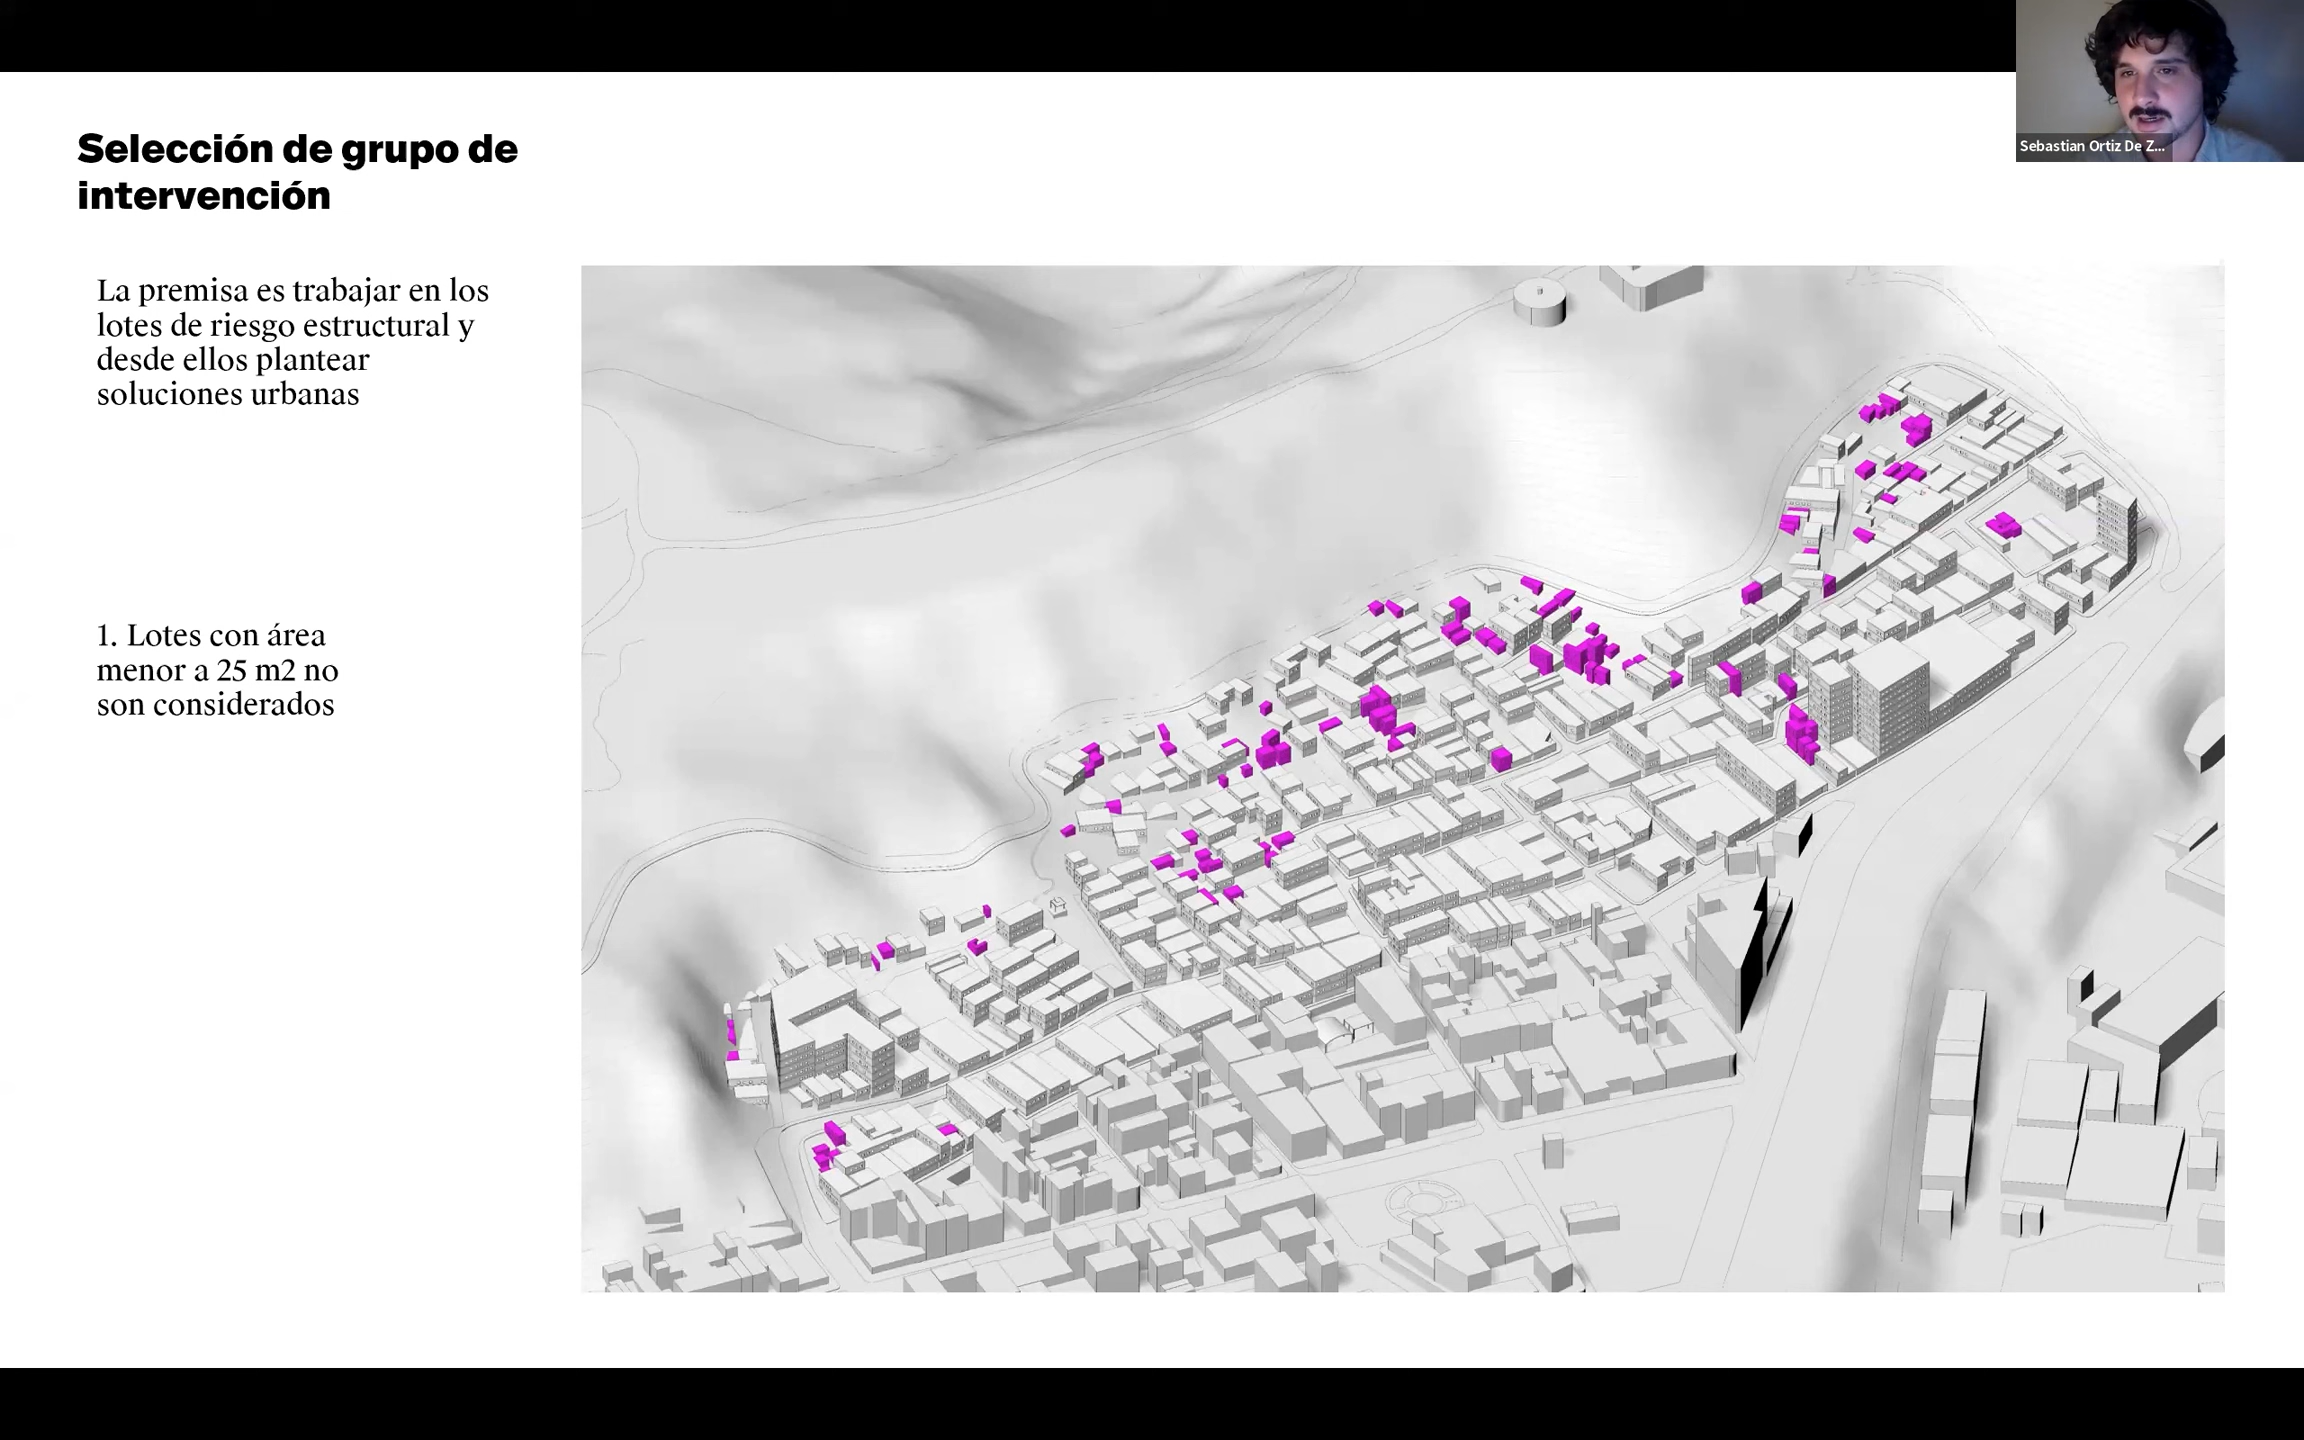 Selección de grupo de
intervención
La premisa es trabajar en los
lotes de riesgo estructural y
desde ellos plantear
soluciones urbanas
1. Lotes con área
menor a 25 m2 no
son considerados
Sebastian Ortiz De Z...